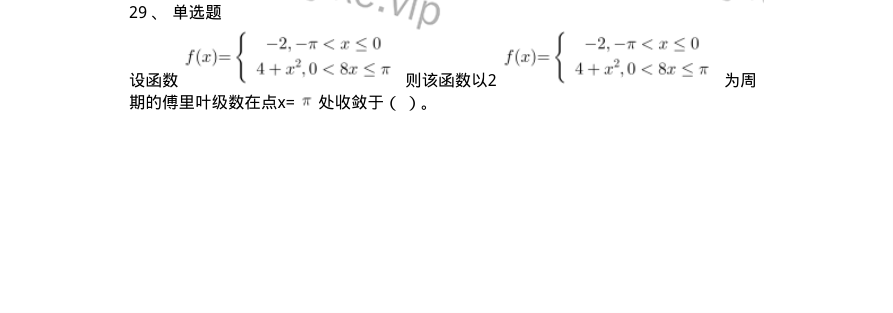 29 、 单选题
设函数 f(x)= { −2, −π < x ≤ 0
4 + x², 0 < 8x ≤ π 则该函数以2 f(x)= { −2, −π < x ≤ 0
4 + x², 0 < 8x ≤ π 为周
期的傅里叶级数在点x= π 处收敛于 ( )。